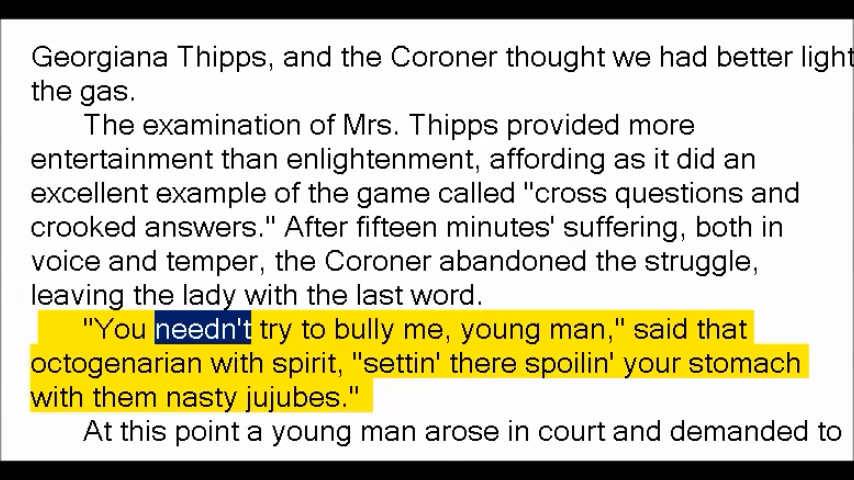 Georgiana Thipps, and the Coroner thought we had better light
the gas.
The examination of Mrs. Thipps provided more
entertainment than enlightenment, affording as it did an
excellent example of the game called "cross questions and
crooked answers." After fifteen minutes' suffering, both in
voice and temper, the Coroner abandoned the struggle,
leaving the lady with the last word.
"You needn't try to bully me, young man," said that
octogenarian with spirit, "settin' there spoilin' your stomach
with them nasty jujubes."
At this point a young man arose in court and demanded to